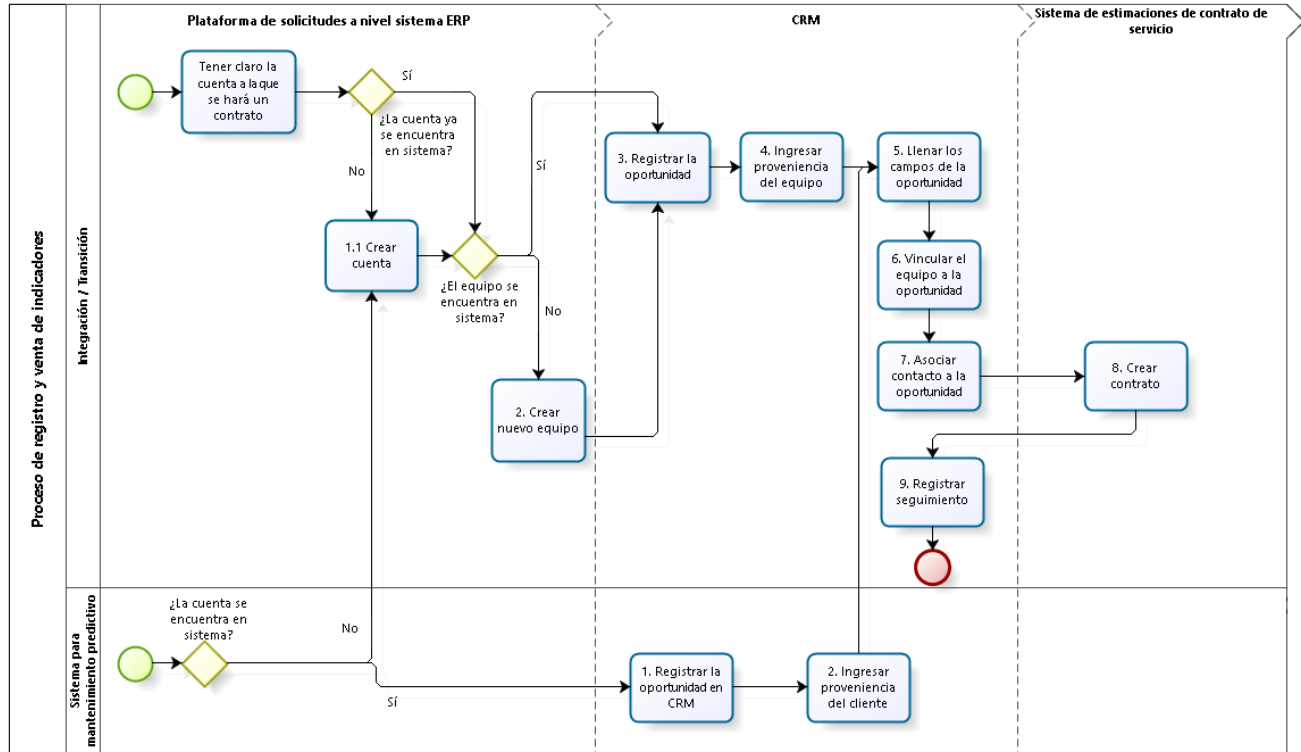 Proceso de registro y venta de indicadores
Plataforma de solicitudes a nivel sistema ERP
CRM
Sistema de estimaciones de contrato de
servicio
Integración / Transición
Tener claro la
cuenta a la que
se hará un
contrato
Sí
¿La cuenta ya
se encuentra
en sistema?
No
1.1 Crear
cuenta
¿El equipo se
encuentra en
sistema?
Sí
No
2. Crear
nuevo equipo
3. Registrar la
oportunidad
4. Ingresar
proveniencia
del equipo
5. Llenar los
campos de la
oportunidad
6. Vincular el
equipo a la
oportunidad
7. Asociar
contacto a la
oportunidad
8. Crear
contrato
9. Registrar
seguimiento
Sistema para
mantenimiento predictivo
¿La cuenta se
encuentra en
sistema?
No
Sí
1. Registrar la
oportunidad en
CRM
2. Ingresar
proveniencia
del cliente